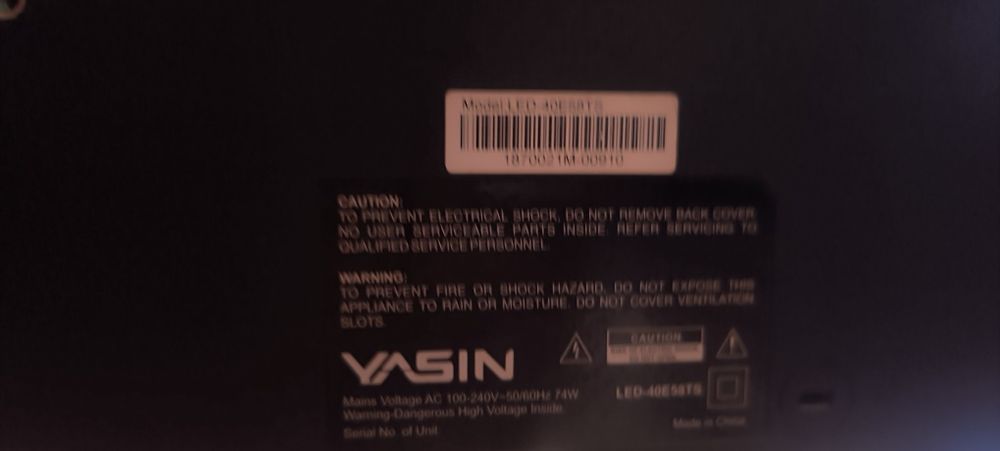 Model LED-40E58TS
1870021M-00910
CAUTION:
TO PREVENT ELECTRICAL SHOCK, DO NOT REMOVE BACK COVER.
NO USER SERVICEABLE PARTS INSIDE. REFER SERVICING TO
QUALIFIED SERVICE PERSONNEL.
WARNING:
TO PREVENT FIRE OR SHOCK HAZARD, DO NOT EXPOSE THIS
APPLIANCE TO RAIN OR MOISTURE. DO NOT COVER VENTILATION
SLOTS.
CAUTION
YASIN
LED-40E58TS
Mains Voltage AC 100-240V~50/60Hz 74W
Warning-Dangerous High Voltage Inside.
Serial No. of Unit
Made in China